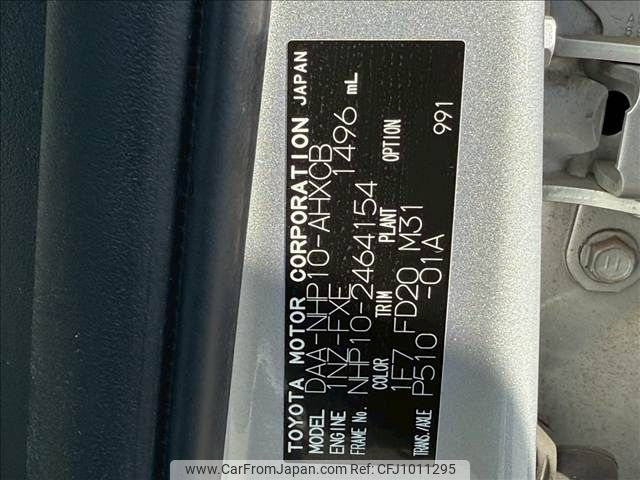 TOYOTA MOTOR CORPORATION JAPAN
MODEL DAA-NHP10-AHXCB
ENGINE 1NZ-FXE 1496 mL
FRAME No. NHP10-2464154
COLOR TRIM PLANT OPTION
1F7 FD20 M31 991
TRANS./AXLE P510 -01A
www.CarFromJapan.com | Ref No. CFJ1011295